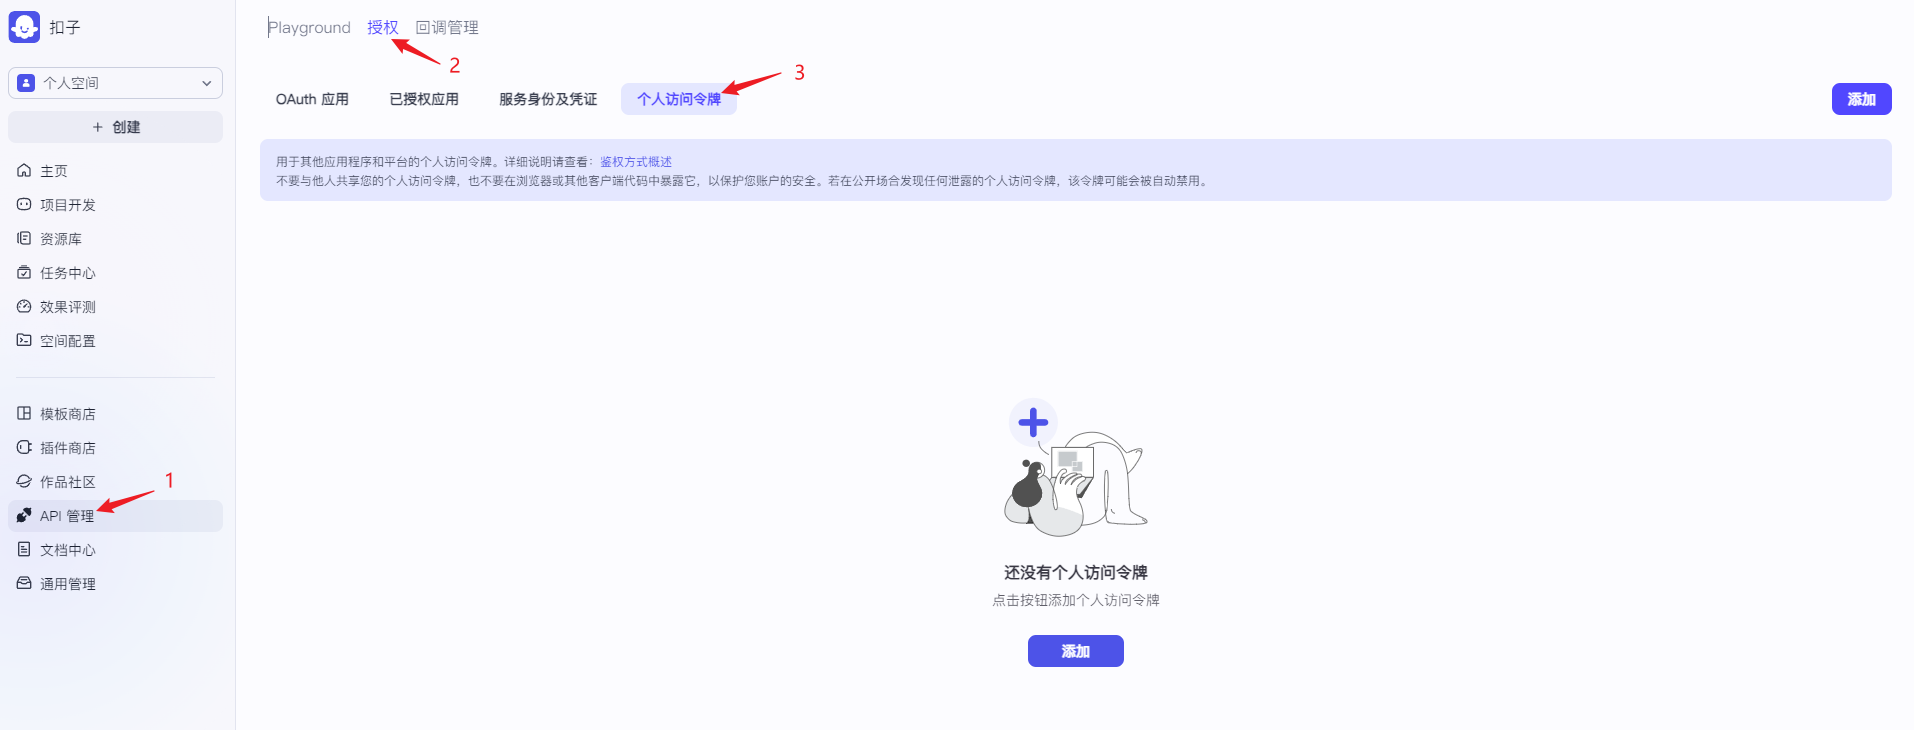 扣子
个人空间
+ 创建
主页
项目开发
资源库
任务中心
效果评测
空间配置
模板商店
插件商店
作品社区
1
API 管理
文档中心
通用管理
Playground 授权 回调管理
2
3
OAuth 应用 已授权应用 服务身份及凭证 个人访问令牌 添加
用于其他应用程序和平台的个人访问令牌。详细说明请查看：鉴权方式概述
不要与他人共享您的个人访问令牌，也不要在浏览器或其他客户端代码中暴露它，以保护您账户的安全。若在公开场合发现任何泄露的个人访问令牌，该令牌可能会被自动禁用。
还没有个人访问令牌
点击按钮添加个人访问令牌
添加